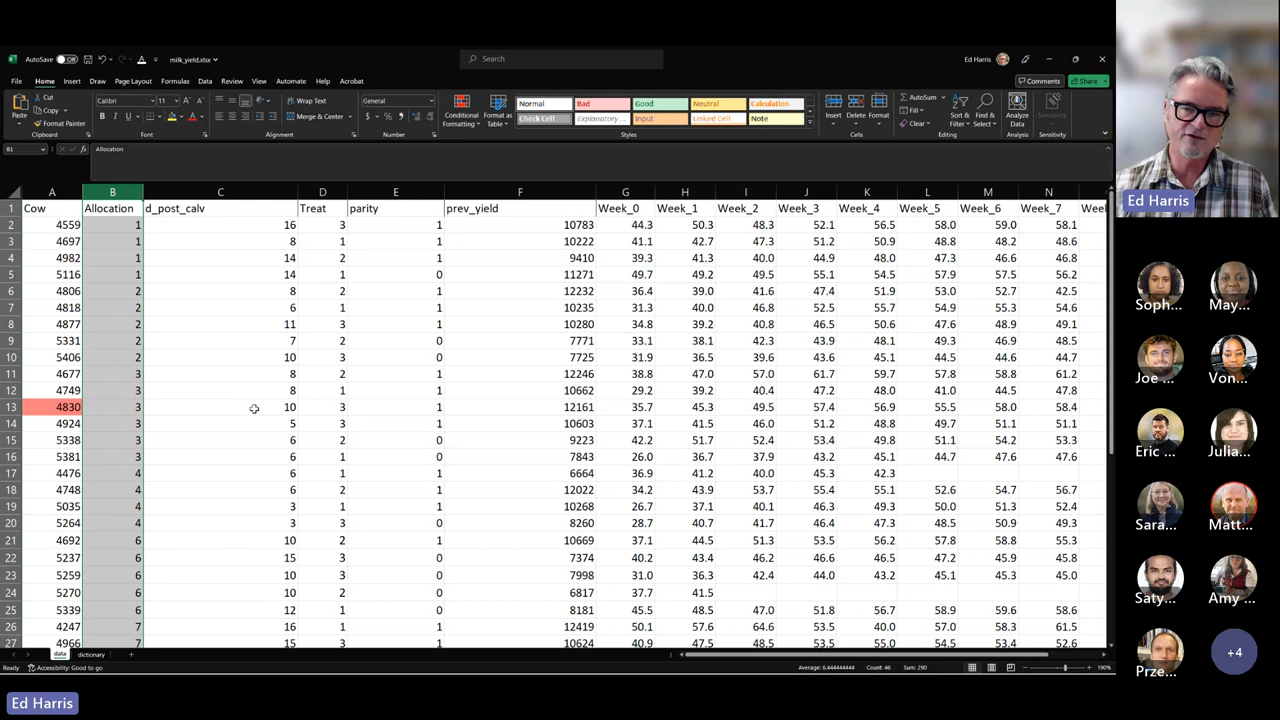 AutoSave Off milk_yield.xlsx Search Ed Harris
File Home Insert Draw Page Layout Formulas Data Review View Automate Help Acrobat Comments Share
Paste Cut Copy Format Painter Clipboard
Calibri 11 Font
Wrap Text Merge & Center Alignment
General Number
Conditional Formatting Format as Table
Normal Bad Good Neutral Calculation
Check Cell Explanatory ... Input Linked Cell Note
Styles
Insert Delete Format Cells
AutoSum Fill Clear Sort & Filter Find & Select Editing
Analyze Data Analysis
Sensitivity Sensitivity
B1 Allocation
A B C D E F G H I J K L M N
1 Cow Allocation d_post_calv Treat parity prev_yield Week_0 Week_1 Week_2 Week_3 Week_4 Week_5 Week_6 Week_7 Weel
2 4559 1 16 3 1 10783 44.3 50.3 48.3 52.1 56.5 58.0 59.0 58.1
3 4697 1 8 1 1 10222 41.1 42.7 47.3 51.2 50.9 48.8 48.2 48.6
4 4982 1 14 2 1 9410 39.3 41.3 40.0 44.9 48.0 47.3 46.6 46.8
5 5116 1 14 1 0 11271 49.7 49.2 49.5 55.1 54.5 57.9 57.5 56.2
6 4806 2 8 2 1 12232 36.4 39.0 41.6 47.4 51.9 53.0 52.7 42.5
7 4818 2 6 1 1 10235 31.3 40.0 46.8 52.5 55.7 54.9 55.3 54.6
8 4877 2 11 3 1 10280 34.8 39.2 40.8 46.5 50.6 47.6 48.9 49.1
9 5331 2 7 2 0 7771 33.1 38.1 42.3 43.9 48.1 49.3 46.9 48.5
10 5406 2 10 3 0 7725 31.9 36.5 39.6 43.6 45.1 44.5 44.6 44.7
11 4677 3 8 2 1 12246 38.8 47.0 57.0 61.7 59.7 57.8 58.8 61.2
12 4749 3 8 1 1 10662 29.2 39.2 40.4 47.2 48.0 41.0 44.5 47.8
13 4830 3 10 3 1 12161 35.7 45.3 49.5 57.4 56.9 55.5 58.0 58.4
14 4924 3 5 3 1 10603 37.1 41.5 46.0 51.2 48.8 49.7 51.1 51.1
15 5338 3 6 2 0 9223 42.2 51.7 52.4 53.4 49.8 51.1 54.2 53.3
16 5381 3 6 1 0 7843 26.0 36.7 37.9 43.2 45.1 44.7 47.6 47.6
17 4476 4 6 1 1 6664 36.9 41.2 40.0 45.3 42.3
18 4748 4 6 2 1 12022 34.2 43.9 53.7 55.4 55.1 52.6 54.7 56.7
19 5035 4 3 1 1 10268 26.7 37.1 40.1 46.3 49.3 50.0 51.3 52.4
20 5264 4 3 3 0 8260 28.7 40.7 41.7 46.4 47.3 48.5 50.9 49.3
21 4692 6 10 2 1 10669 37.1 44.5 51.3 53.5 56.2 57.8 58.8 55.3
22 5237 6 15 3 0 7374 40.2 43.4 46.2 46.6 46.5 47.2 45.9 45.8
23 5259 6 10 3 0 7998 31.0 36.3 42.4 44.0 43.2 45.1 45.3 45.0
24 5270 6 10 2 0 6817 37.7 41.5
25 5339 6 12 1 0 8181 45.5 48.5 47.0 51.8 56.7 58.9 59.6 58.6
26 4247 7 16 1 1 12419 50.1 57.6 64.6 53.5 40.0 57.0 58.3 61.5
27 4966 7 15 3 1 10624 40.9 47.5 48.5 53.5 55.0 54.5 53.4 52.6
data dictionary
Ready Accessibility: Good to go Average: 6.444444444 Count: 46 Sum: 290 190%
Ed Harris
Ed Harris
Soph... May...
Joe ... Von...
Eric ... Julia...
Sara... Matt...
Saty... Amy ...
Prze... +4